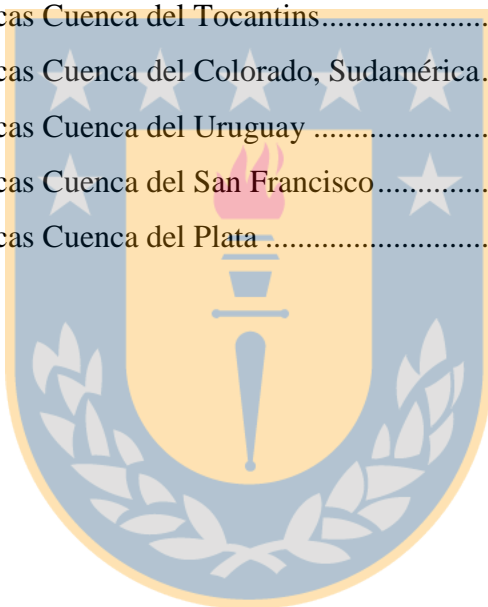 cas Cuenca del Tocantins.....................
cas Cuenca del Colorado, Sudamérica.
cas Cuenca del Uruguay ......................
cas Cuenca del San Francisco.............
cas Cuenca del Plata ...........................